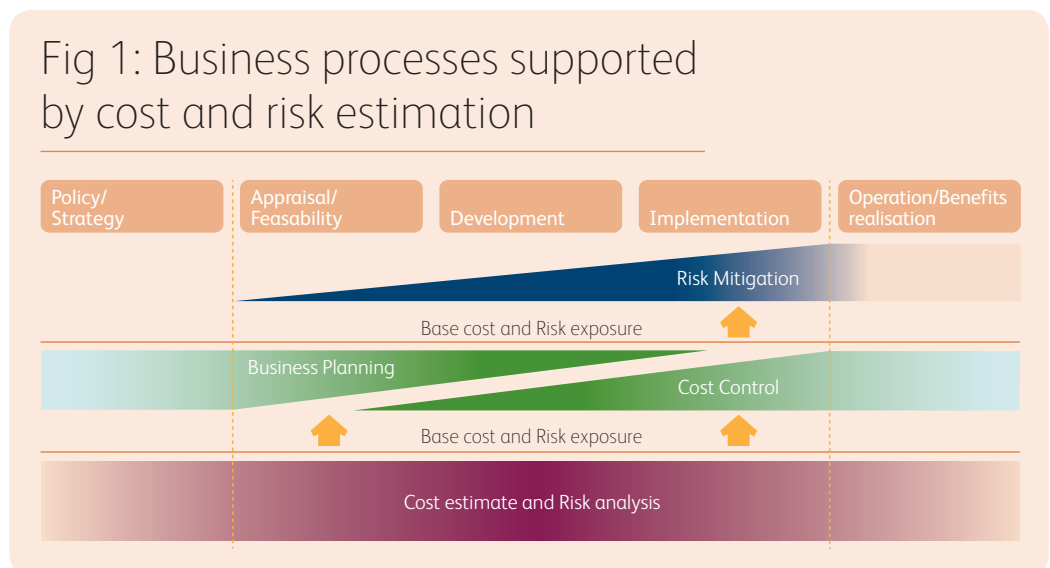 Fig 1: Business processes supported
by cost and risk estimation
Policy/
Strategy
Appraisal/
Feasability
Development
Implementation
Operation/Benefits
realisation
Risk Mitigation
Base cost and Risk exposure
Business Planning
Cost Control
Base cost and Risk exposure
Cost estimate and Risk analysis